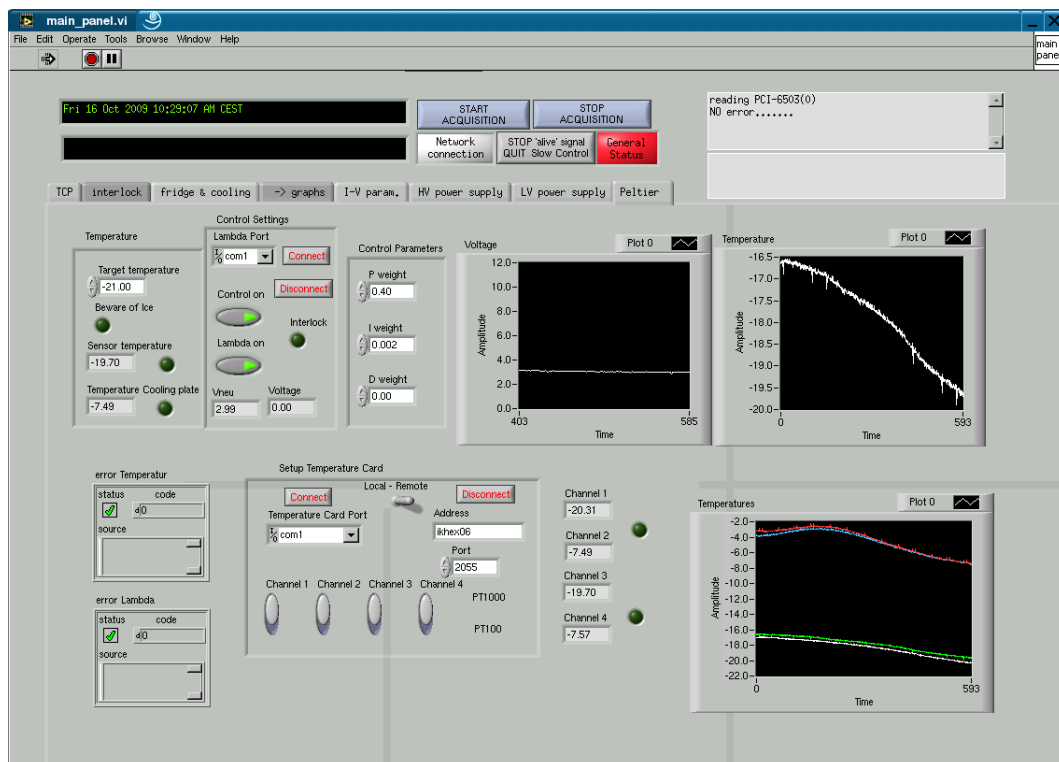 main_panel.vi
File Edit Operate Tools Browse Window Help
main
pane
Fri 16 Oct 2009 10:29:07 AM CEST
START
ACQUISITION
STOP
ACQUISITION
Network
connection
STOP 'alive' signal
QUIT Slow Control
General
Status
reading PCI-6503(0)
NO error.......
TCP interlock fridge & cooling -> graphs I-V param. HV power supply LV power supply Peltier
Temperature
Target temperature
-21.00
Beware of Ice
Sensor temperature
-19.70
Temperature Cooling plate
-7.49
Control Settings
Lambda Port
I/O com1
Connect
Control on
Disconnect
Interlock
Lambda on
Vneu
2.99
Voltage
0.00
Control Parameters
P weight
0.40
I weight
0.002
D weight
0.00
Voltage
Plot 0
12.0
10.0
8.0
6.0
4.0
2.0
0.0
Amplitude
403
585
Time
Temperature
Plot 0
-16.5
-17.0
-17.5
-18.0
-18.5
-19.0
-19.5
-20.0
Amplitude
0
593
Time
error Temperatur
status code
d0
source
error Lambda
status code
d0
source
Setup Temperature Card
Connect
Local - Remote
Disconnect
Temperature Card Port
I/O com1
Address
ikhex06
Port
2055
Channel 1 Channel 2 Channel 3 Channel 4
PT1000
PT100
Channel 1
-20.31
Channel 2
-7.49
Channel 3
-19.70
Channel 4
-7.57
Temperatures
Plot 0
-2.0
-4.0
-6.0
-8.0
-10.0
-12.0
-14.0
-16.0
-18.0
-20.0
-22.0
Amplitude
0
593
Time